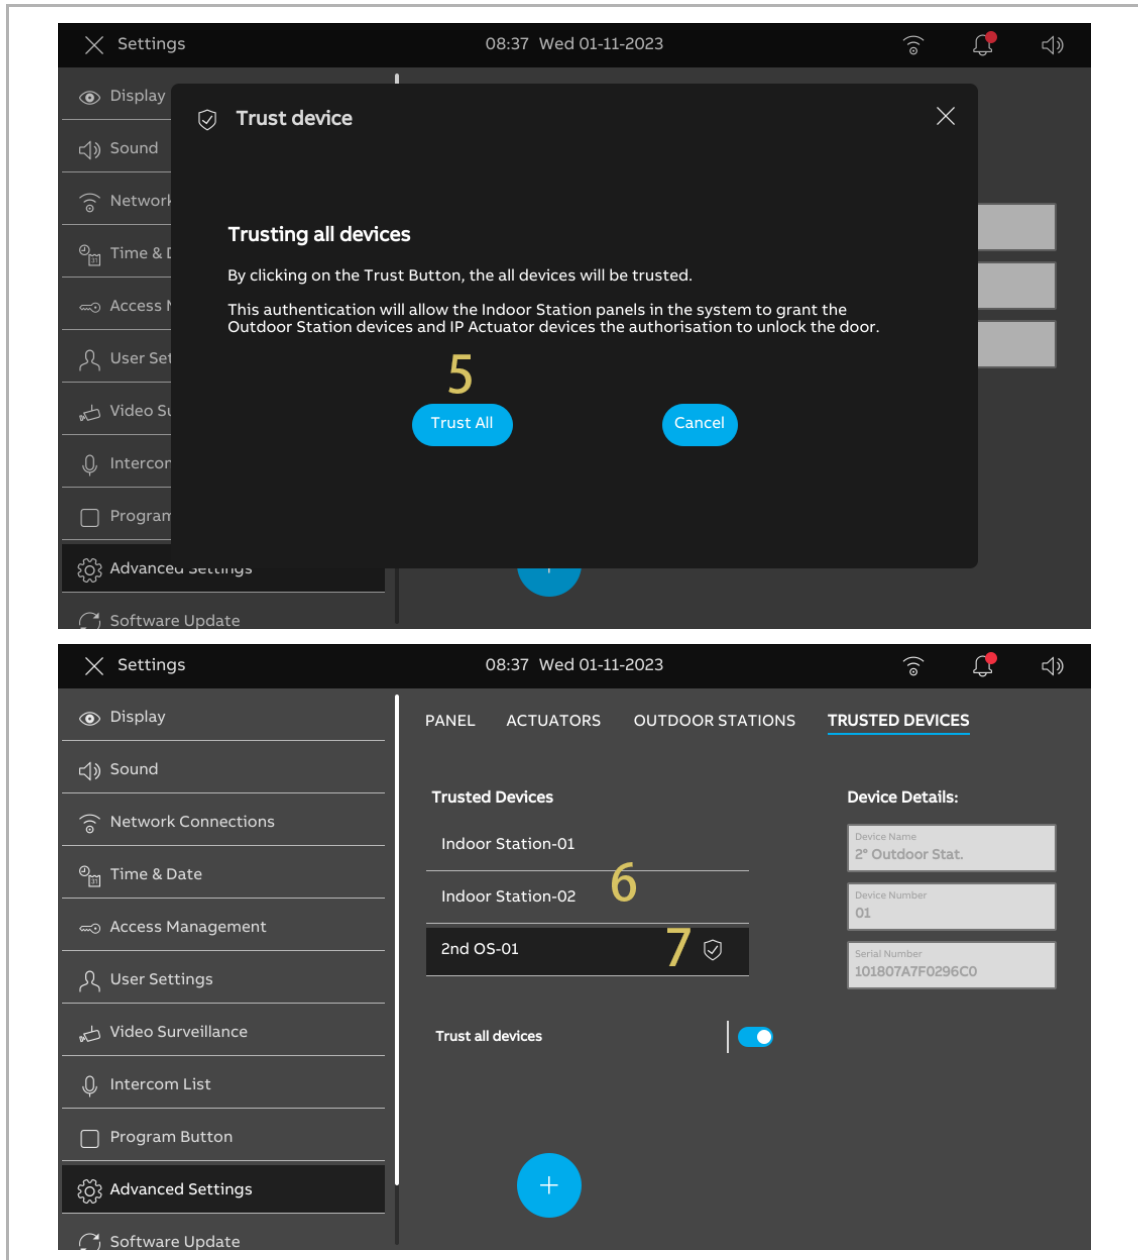 Settings
08:37 Wed 01-11-2023
Display
Trust device
Sound
Network
Trusting all devices
Time & D
By clicking on the Trust Button, the all devices will be trusted.
Access M
This authentication will allow the Indoor Station panels in the system to grant the
Outdoor Station devices and IP Actuator devices the authorisation to unlock the door.
User Set
5
Video Su
Trust All
Cancel
Intercom
Program
Advanced Settings
Software Update
Settings
08:37 Wed 01-11-2023
Display
PANEL ACTUATORS OUTDOOR STATIONS TRUSTED DEVICES
Sound
Trusted Devices
Device Details:
Network Connections
Indoor Station-01
Device Name
2° Outdoor Stat.
Time & Date
Indoor Station-02
6
Device Number
01
Access Management
2nd OS-01
7
Serial Number
101807A7F0296C0
User Settings
Video Surveillance
Trust all devices
Intercom List
Program Button
Advanced Settings
+
Software Update